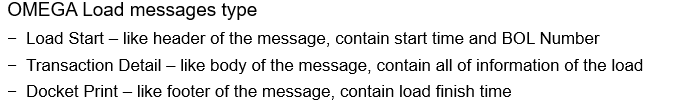 OMEGA Load messages type
– Load Start – like header of the message, contain start time and BOL Number
– Transaction Detail – like body of the message, contain all of information of the load
– Docket Print – like footer of the message, contain load finish time